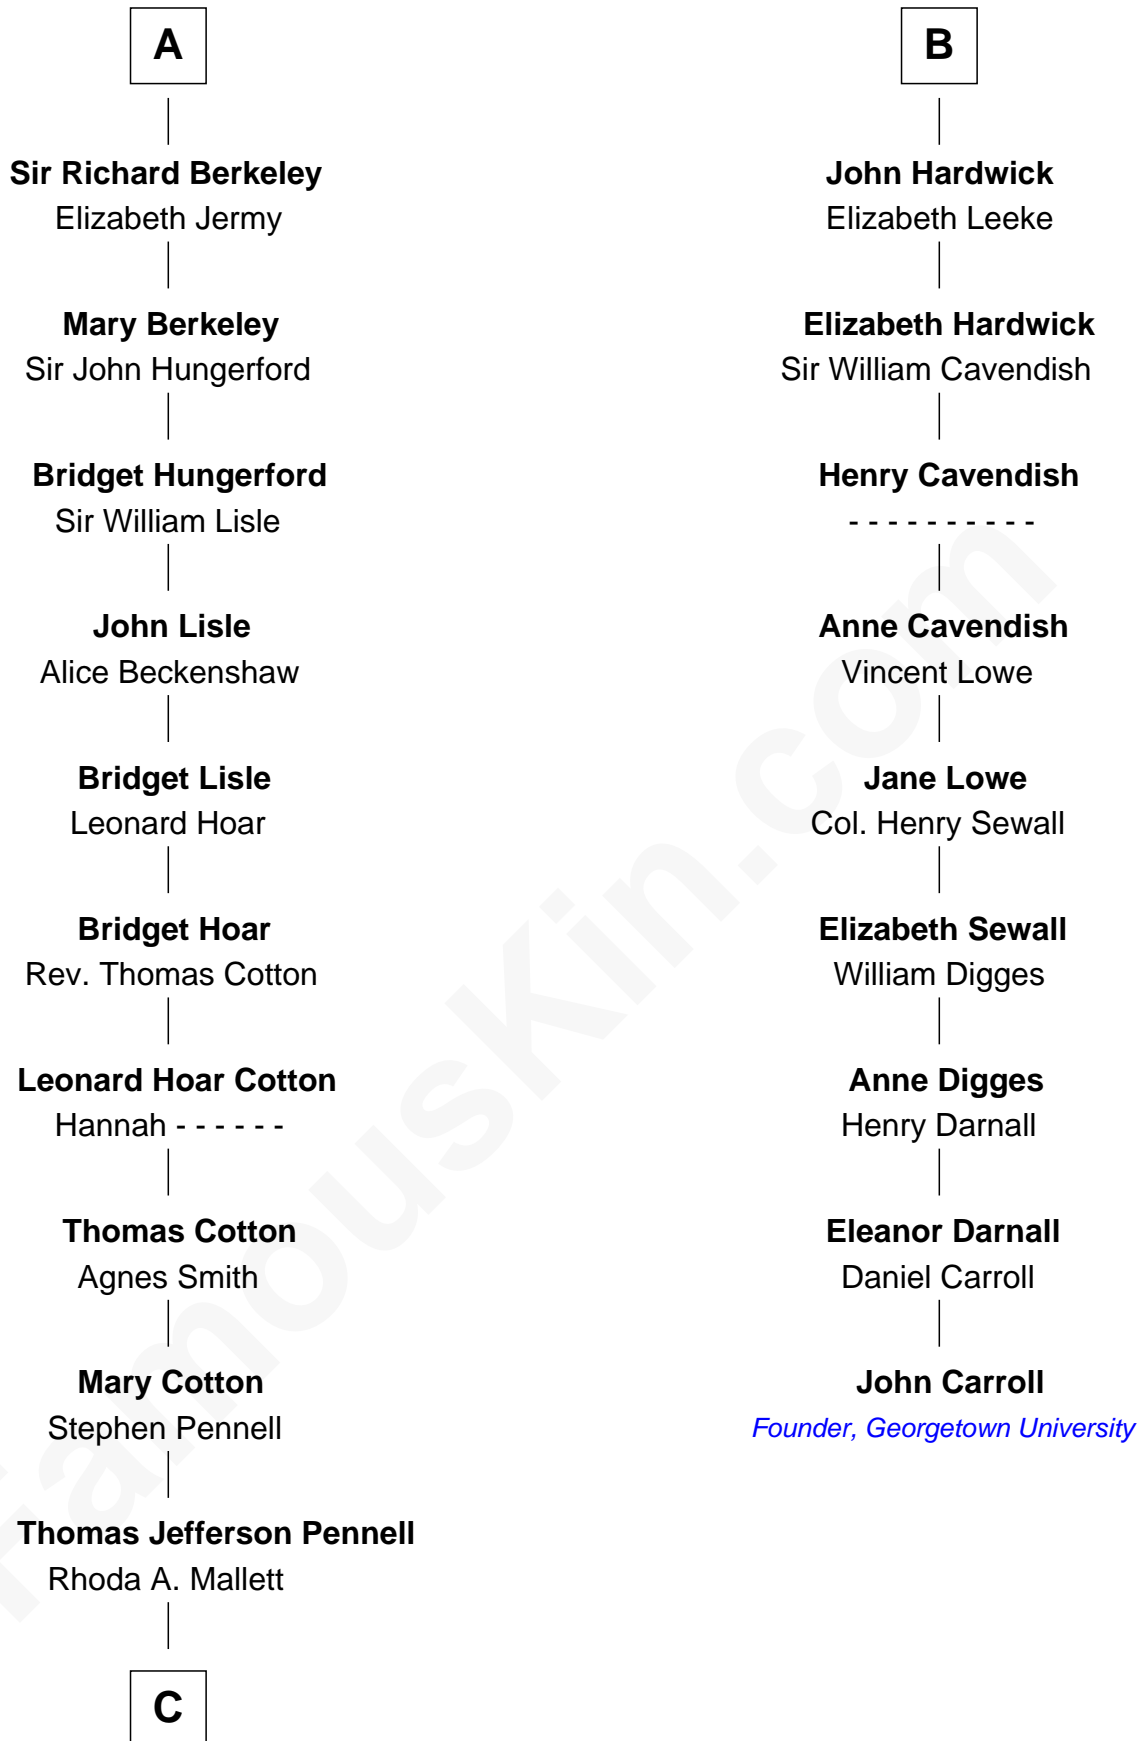 A
Sir Richard Berkeley
Elizabeth Jermy
Mary Berkeley
Sir John Hungerford
Bridget Hungerford
Sir William Lisle
John Lisle
Alice Beckenshaw
Bridget Lisle
Leonard Hoar
Bridget Hoar
Rev. Thomas Cotton
Leonard Hoar Cotton
Hannah - - - - - -
Thomas Cotton
Agnes Smith
Mary Cotton
Stephen Pennell
Thomas Jefferson Pennell
Rhoda A. Mallett
C
B
John Hardwick
Elizabeth Leeke
Elizabeth Hardwick
Sir William Cavendish
Henry Cavendish
- - - - - - - - - -
Anne Cavendish
Vincent Lowe
Jane Lowe
Col. Henry Sewall
Elizabeth Sewall
William Digges
Anne Digges
Henry Darnall
Eleanor Darnall
Daniel Carroll
John Carroll
Founder, Georgetown University
FamousKin.com